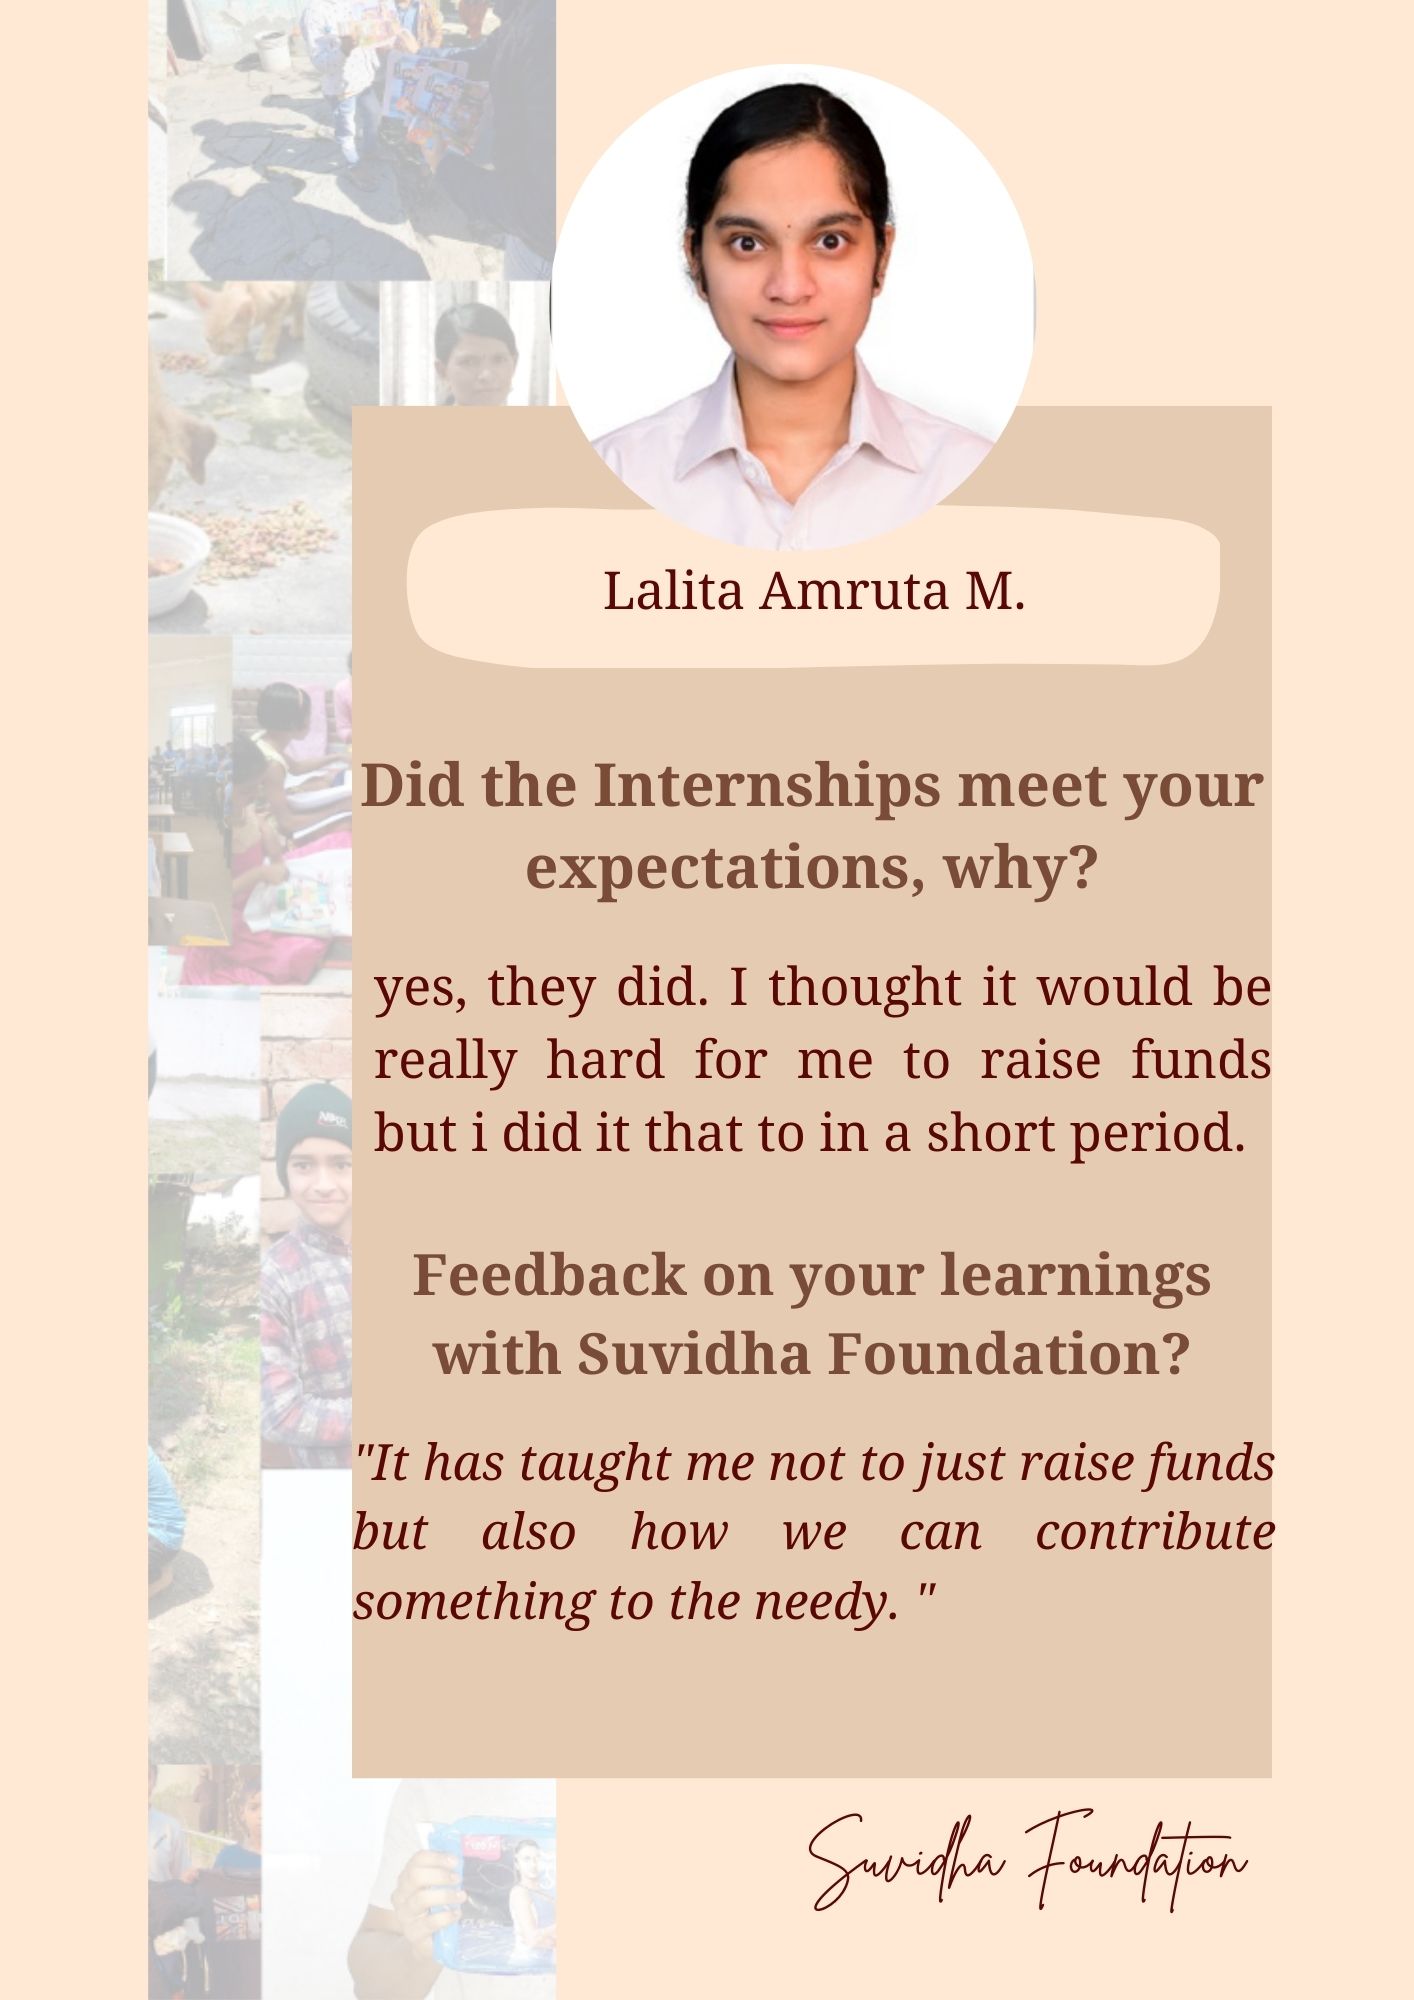 Lalita Amruta M.
Did the Internships meet your
expectations, why?
yes, they did. I thought it would be
really hard for me to raise funds
but i did it that to in a short period.
Feedback on your learnings
with Suvidha Foundation?
"It has taught me not to just raise funds
but also how we can contribute
something to the needy. "
Suvidha Foundation